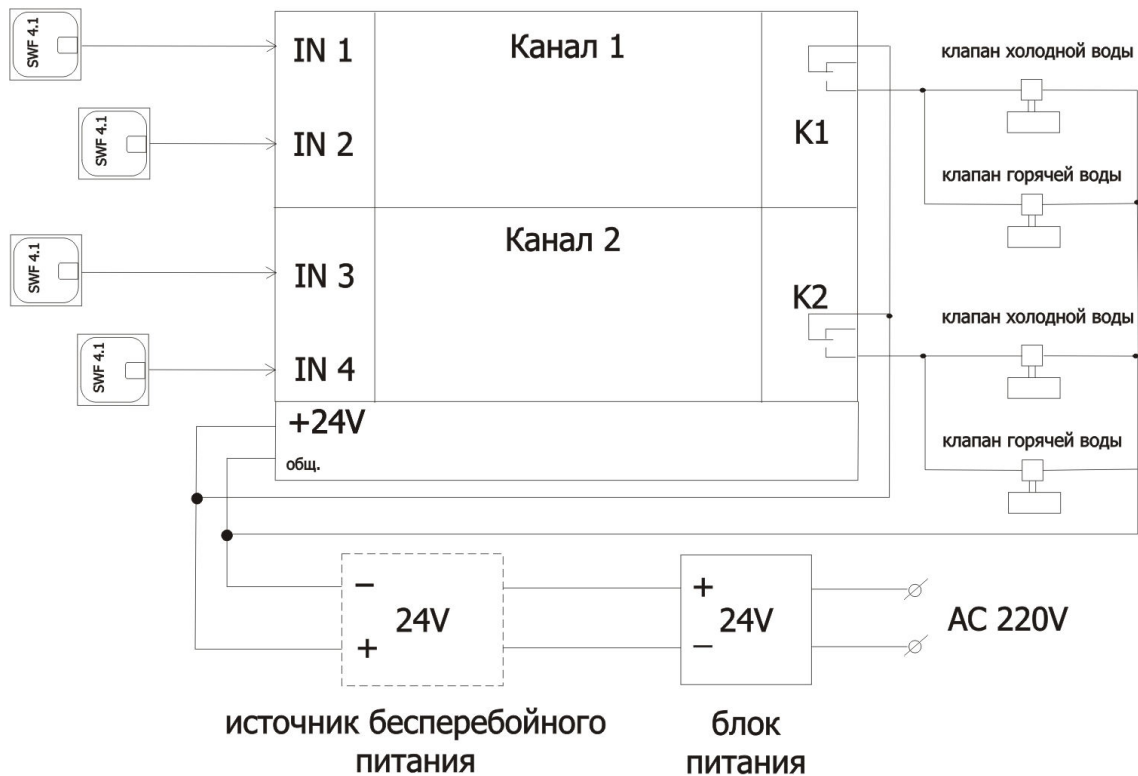 SWF 4.1
IN 1
Канал 1
клапан холодной воды
SWF 4.1
IN 2
K1
клапан горячей воды
SWF 4.1
IN 3
Канал 2
K2
клапан холодной воды
SWF 4.1
IN 4
+24V
общ.
клапан горячей воды
−
24V
+
+
24V
−
AC 220V
источник бесперебойного
питания
блок
питания